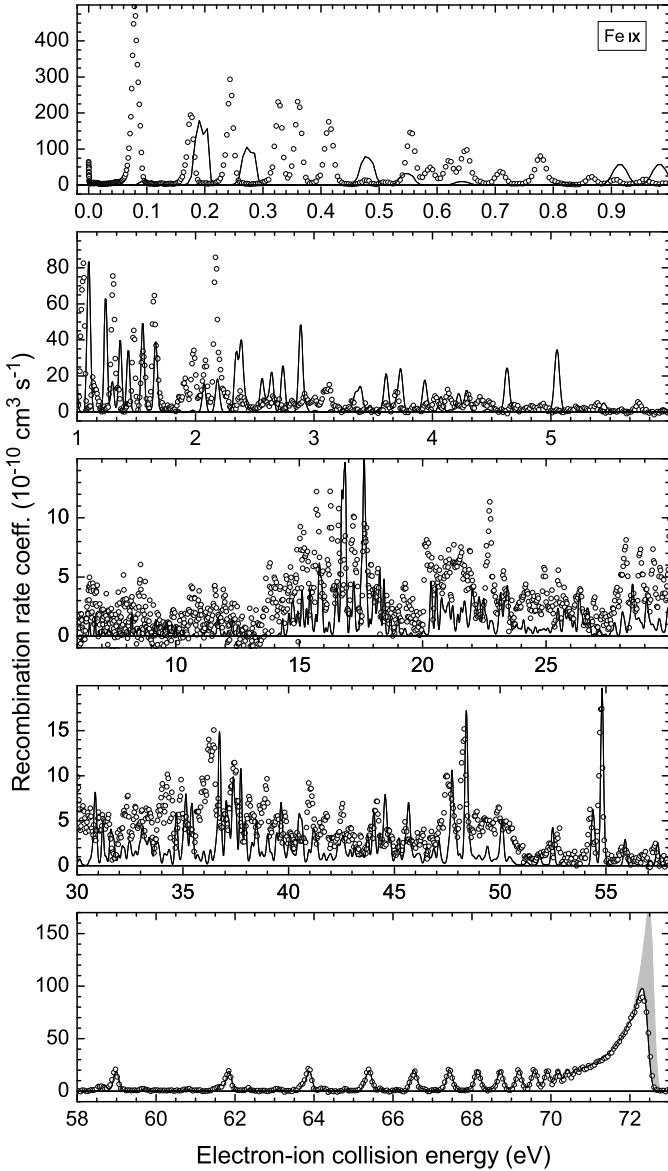 500
400
300
200
100
0
Fe IX
0.0 0.1 0.2 0.3 0.4 0.5 0.6 0.7 0.8 0.9
80
60
40
20
0
1 2 3 4 5
Recombination rate coeff. (10⁻¹⁰ cm³ s⁻¹)
10
5
0
10 15 20 25
15
10
5
0
30 35 40 45 50 55
150
100
50
0
58 60 62 64 66 68 70 72
Electron-ion collision energy (eV)